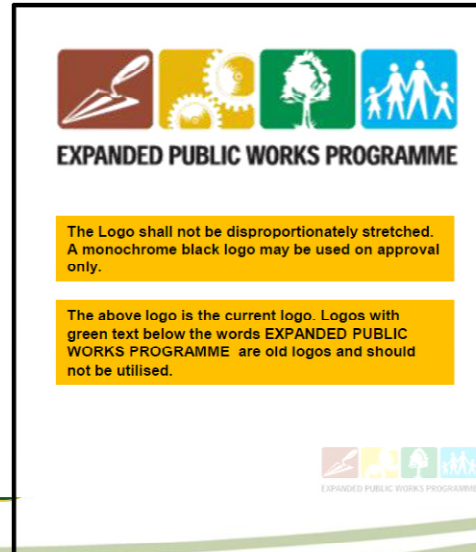 EXPANDED PUBLIC WORKS PROGRAMME
The Logo shall not be disproportionately stretched.
A monochrome black logo may be used on approval
only.
The above logo is the current logo. Logos with
green text below the words EXPANDED PUBLIC
WORKS PROGRAMME are old logos and should
not be utilised.
EXPANDED PUBLIC WORKS PROGRAMME